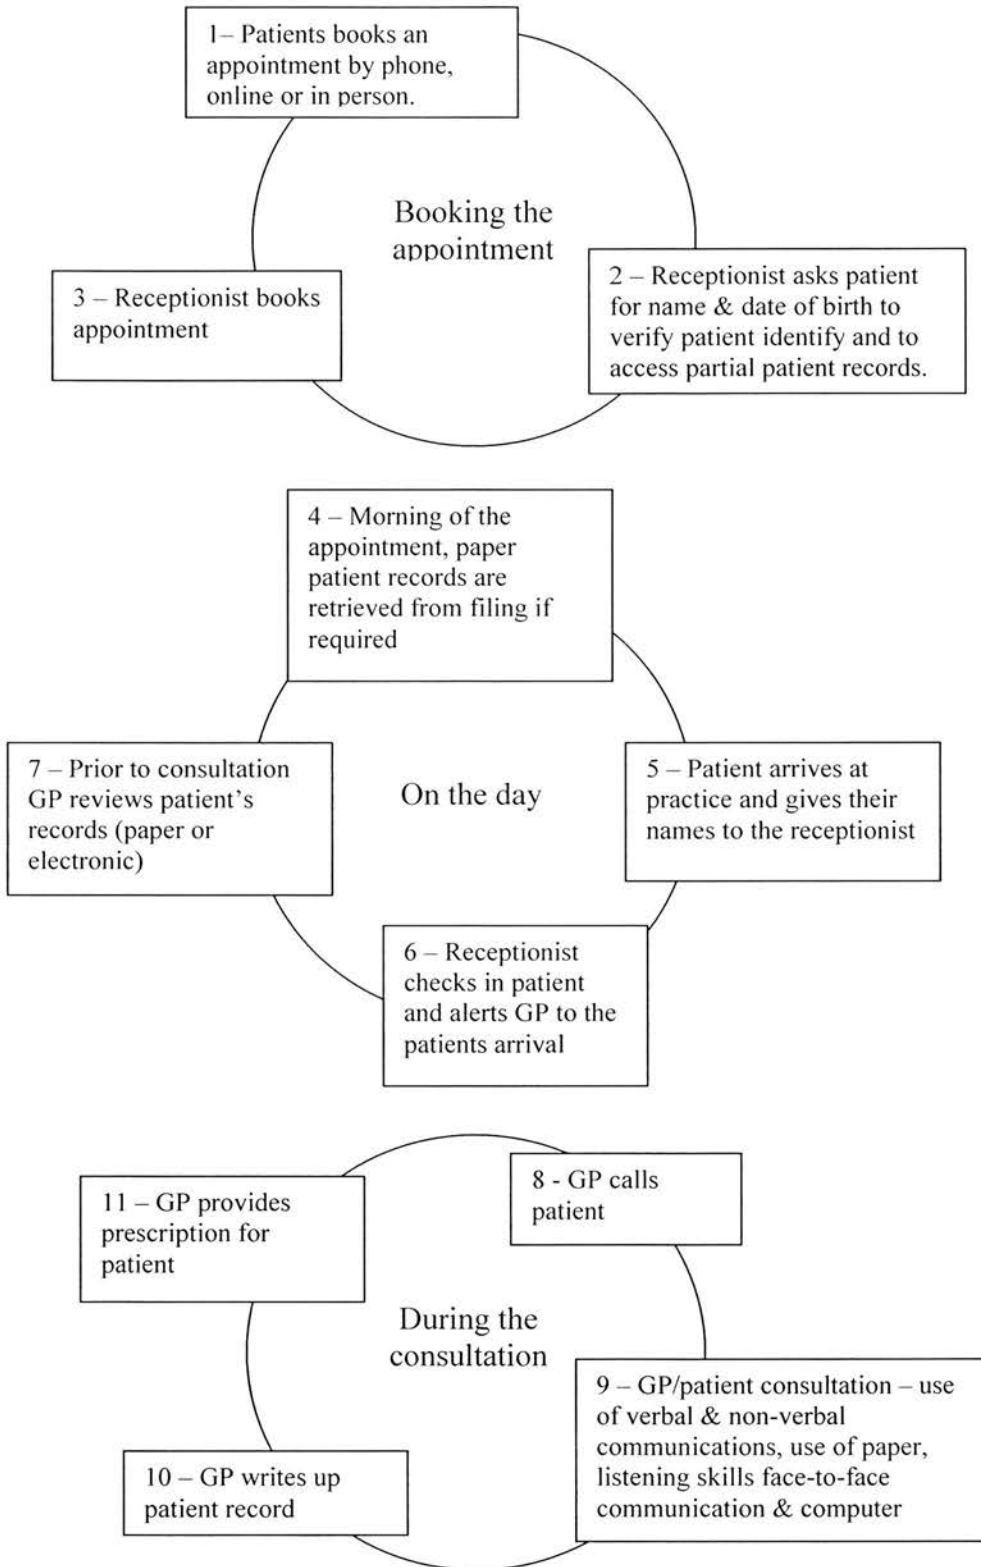 1– Patients books an
appointment by phone,
online or in person.
Booking the
appointment
2 – Receptionist asks patient
for name & date of birth to
verify patient identify and to
access partial patient records.
3 – Receptionist books
appointment
4 – Morning of the
appointment, paper
patient records are
retrieved from filing if
required
On the day
5 – Patient arrives at
practice and gives their
names to the receptionist
6 – Receptionist
checks in patient
and alerts GP to the
patients arrival
7 – Prior to consultation
GP reviews patient's
records (paper or
electronic)
During the
consultation
8 - GP calls
patient
9 – GP/patient consultation – use
of verbal & non-verbal
communications, use of paper,
listening skills face-to-face
communication & computer
10 – GP writes up
patient record
11 – GP provides
prescription for
patient